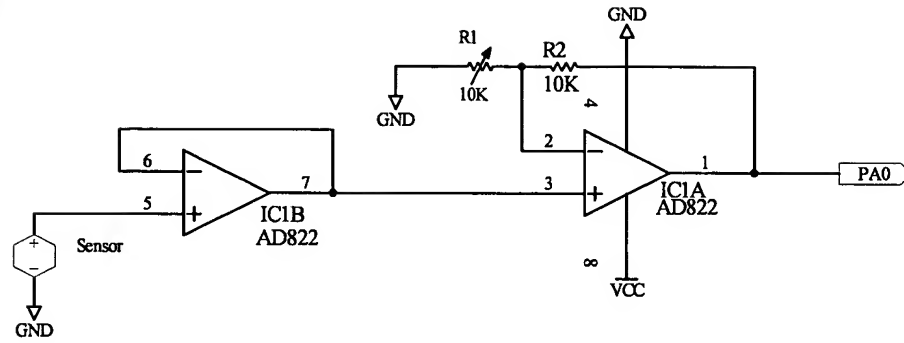 GND
R1
R2
10K
10K
GND
4
2
1
PA0
3
IC1A
AD822
6
7
5
IC1B
AD822
Sensor
8
VCC
GND